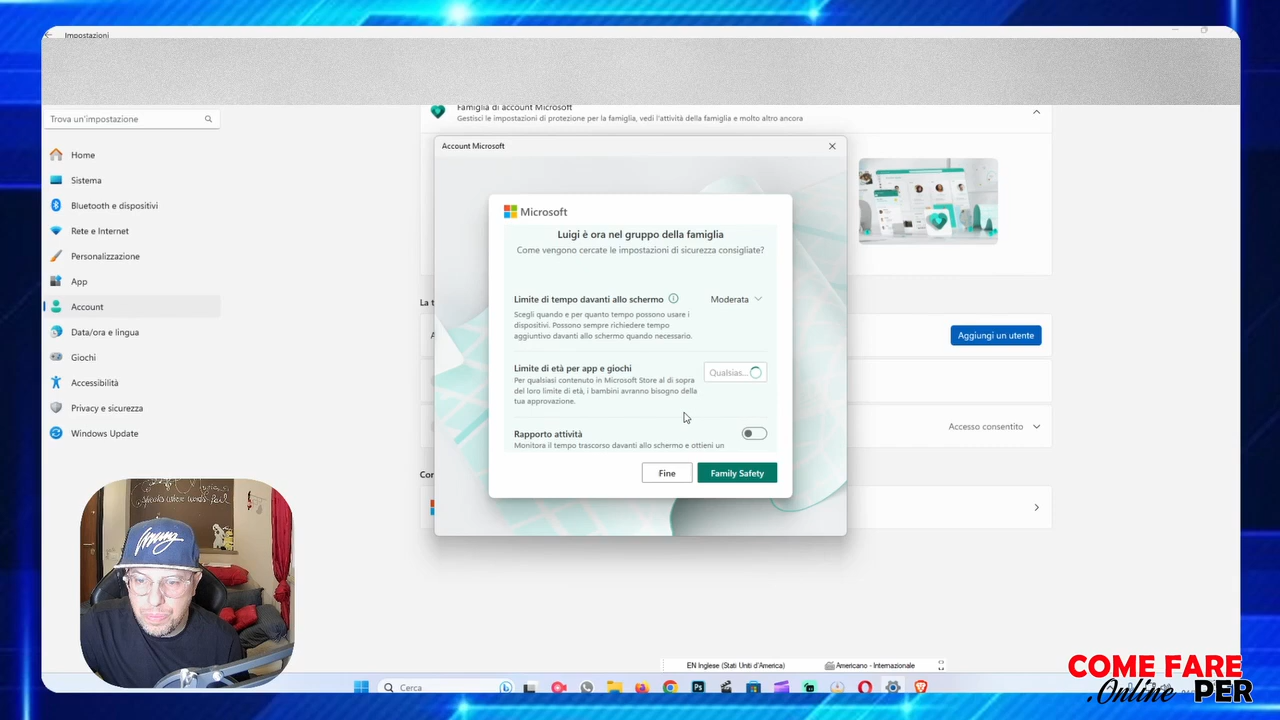 Impostazioni
Trova un'impostazione
Home
Sistema
Bluetooth e dispositivi
Rete e Internet
Personalizzazione
App
Account
Data/ora e lingua
Giochi
Accessibilità
Privacy e sicurezza
Windows Update
Famiglia di account Microsoft
Gestisci le impostazioni di protezione per la famiglia, vedi l'attività della famiglia e molto altro ancora
Account Microsoft
Microsoft
Luigi è ora nel gruppo della famiglia
Come vengono cercate le impostazioni di sicurezza consigliate?
Limite di tempo davanti allo schermo
Moderata
Scegli quando e per quanto tempo possono usare i
dispositivi. Possono sempre richiedere tempo
aggiuntivo davanti allo schermo quando necessario.
Limite di età per app e giochi
Qualsias...
Per qualsiasi contenuto in Microsoft Store al di sopra
del loro limite di età, i bambini avranno bisogno della
tua approvazione.
Rapporto attività
Monitora il tempo trascorso davanti allo schermo e ottieni un
Fine
Family Safety
La t
Aggiungi un utente
Accesso consentito
EN Inglese (Stati Uniti d'America)
Americano - Internazionale
Cerca
COME FARE
.Online PER